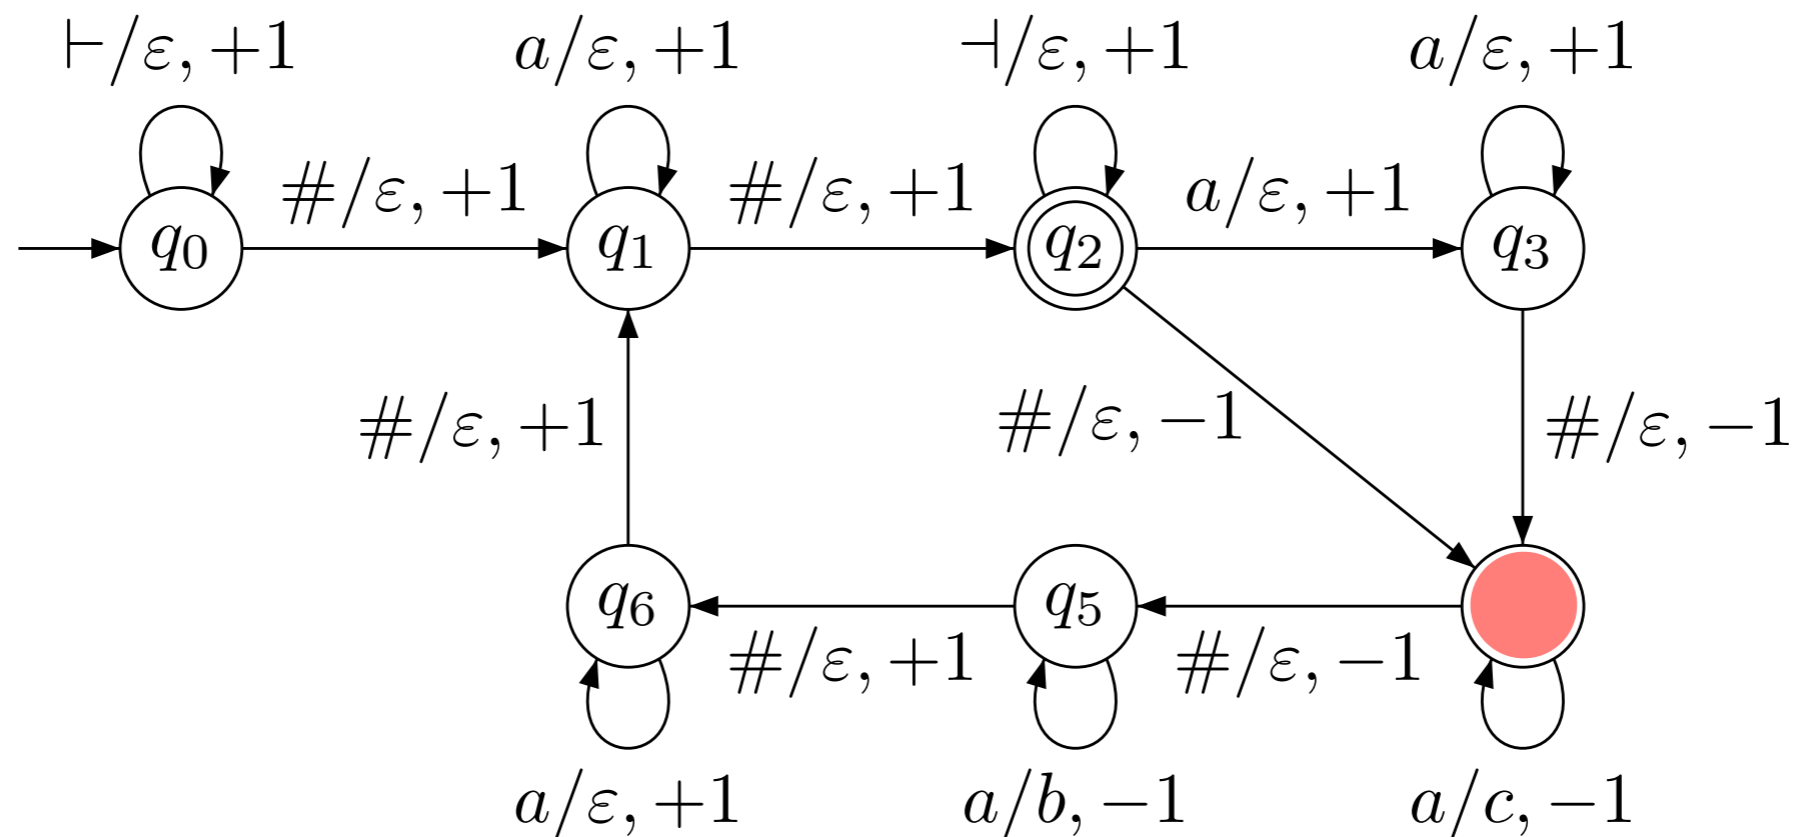 ⊢/ε, +1 a/ε, +1 ⊣/ε, +1 a/ε, +1
#/ε, +1 #/ε, +1 a/ε, +1
q₀ q₁ q₂ q₃
#/ε, +1 #/ε, −1 #/ε, −1
q₆ q₅
#/ε, +1 #/ε, −1
a/ε, +1 a/b, −1 a/c, −1